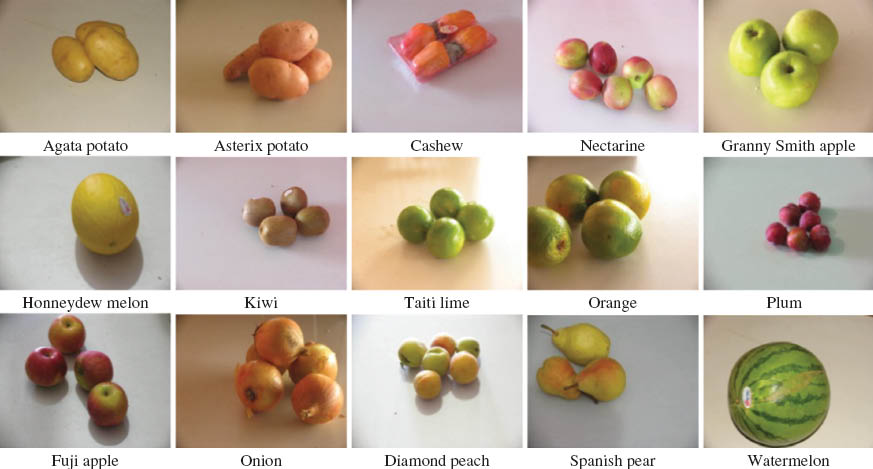 Agata potato
Asterix potato
Cashew
Nectarine
Granny Smith apple
Honneydew melon
Kiwi
Taiti lime
Orange
Plum
Fuji apple
Onion
Diamond peach
Spanish pear
Watermelon